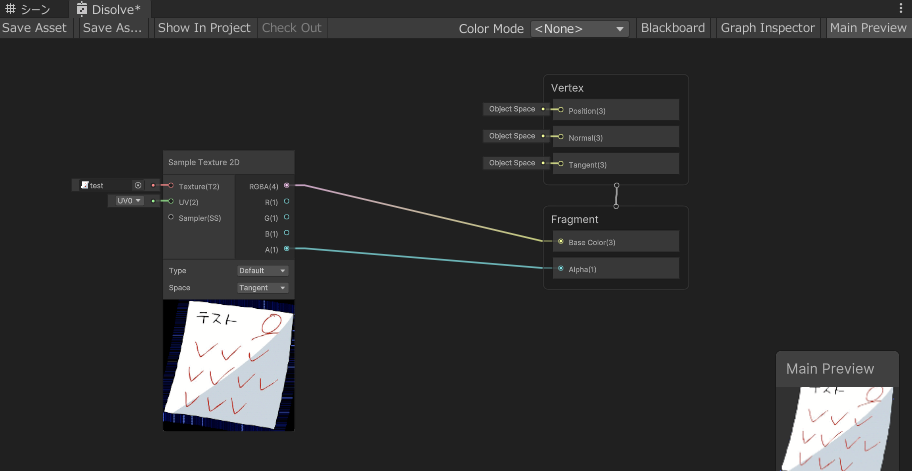 シーン
Disolve*
Save Asset
Save As...
Show In Project
Check Out
Color Mode
<None>
Blackboard
Graph Inspector
Main Preview
Vertex
Object Space
Position(3)
Object Space
Normal(3)
Object Space
Tangent(3)
Sample Texture 2D
test
Texture(T2)
RGBA(4)
UV0
UV(2)
R(1)
Sampler(SS)
G(1)
B(1)
A(1)
Fragment
Base Color(3)
Alpha(1)
Type
Default
Space
Tangent
テスト
Main Preview
テスト